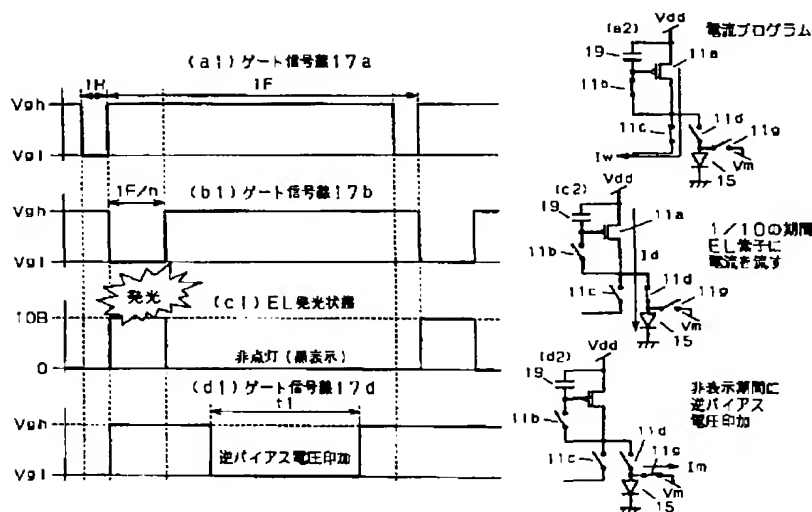 (a1)ゲート信号線17a
1H
1F
Vgh
Vgl
1F/n
(b1)ゲート信号線17b
Vgh
Vgl
発光
(c1)EL発光状態
10B
0
非点灯(黒表示)
(d1)ゲート信号線17d
t1
Vgh
Vgl
逆バイアス電圧印加
(a2)
Vdd
電流プログラム
19
11a
11b
11c
11d
11g
Iw
Vm
15
(c2)
Vdd
19
11a
11b
Id
1/10の期間
EL素子に
電流を流す
11d
11c
11g
Vm
15
(d2)
Vdd
19
非表示期間に
逆バイアス
電圧印加
11b
11d
11c
Im
11g
Vm
15